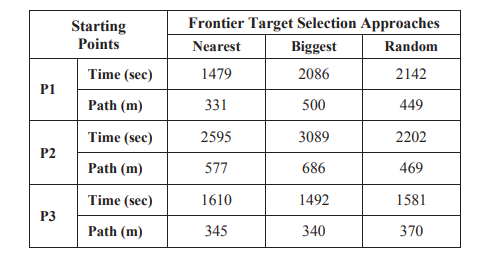 Starting Points Frontier Target Selection Approaches
Nearest Biggest Random
P1 Time (sec) 1479 2086 2142
Path (m) 331 500 449
P2 Time (sec) 2595 3089 2202
Path (m) 577 686 469
P3 Time (sec) 1610 1492 1581
Path (m) 345 340 370